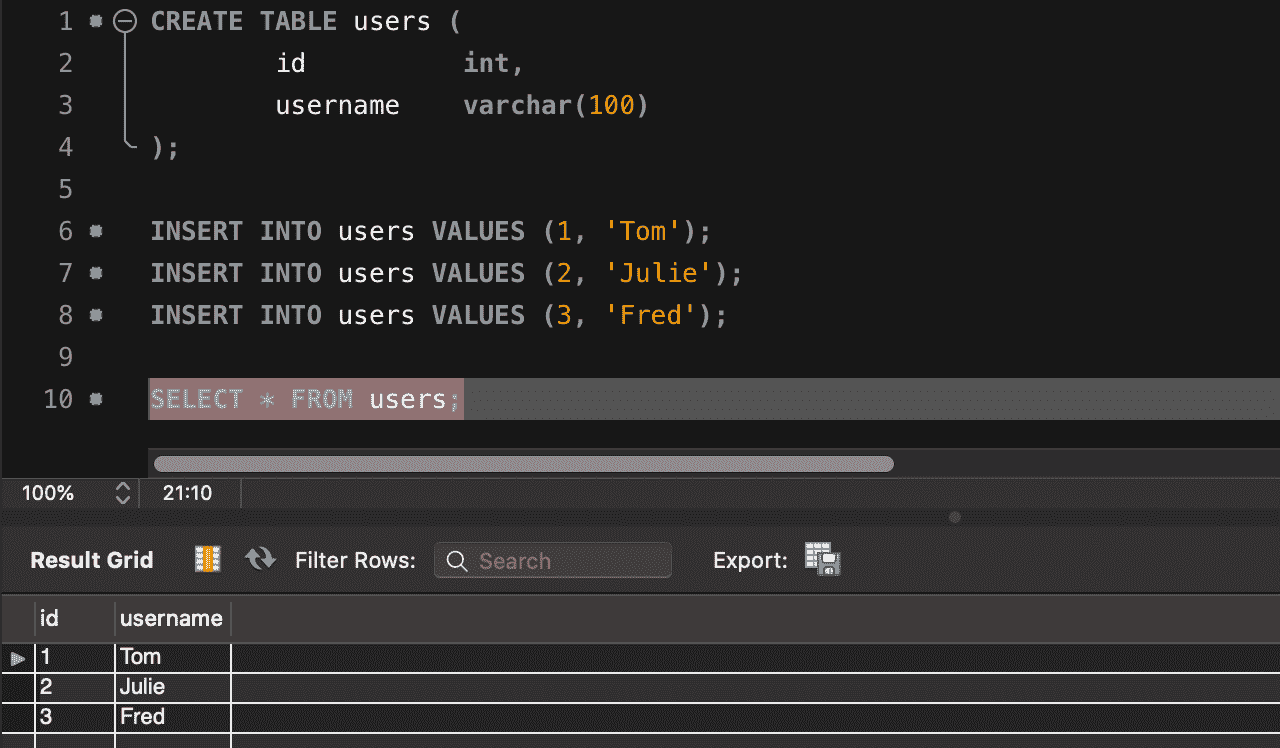 1 CREATE TABLE users (
2 id int,
3 username varchar(100)
4 );
5
6 INSERT INTO users VALUES (1, 'Tom');
7 INSERT INTO users VALUES (2, 'Julie');
8 INSERT INTO users VALUES (3, 'Fred');
9
10 SELECT * FROM users;
100% 21:10
Result Grid Filter Rows: Search Export:
id username
1 Tom
2 Julie
3 Fred